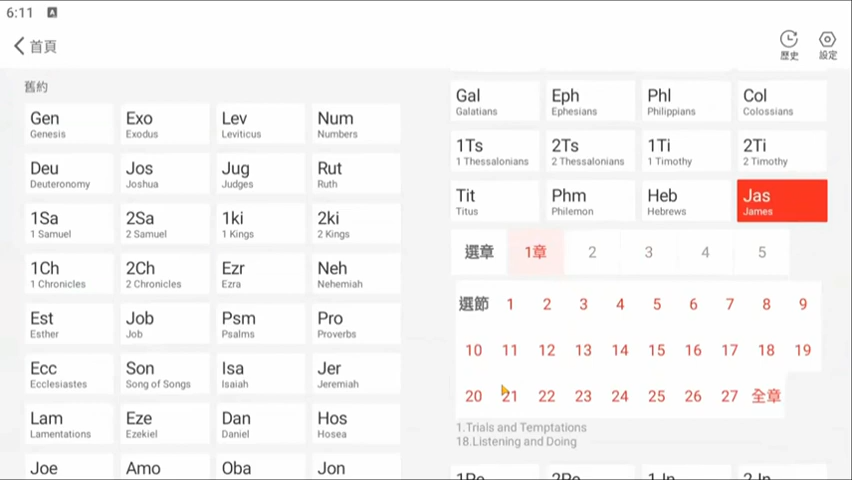 6:11
首頁
歷史 設定
舊約
Gen Exo Lev Num
Genesis Exodus Leviticus Numbers
Deu Jos Jug Rut
Deuteronomy Joshua Judges Ruth
1Sa 2Sa 1ki 2ki
1 Samuel 2 Samuel 1 Kings 2 Kings
1Ch 2Ch Ezr Neh
1 Chronicles 2 Chronicles Ezra Nehemiah
Est Job Psm Pro
Esther Job Psalms Proverbs
Ecc Son Isa Jer
Ecclesiastes Song of Songs Isaiah Jeremiah
Lam Eze Dan Hos
Lamentations Ezekiel Daniel Hosea
Joe Amo Oba Jon
Gal Eph Phl Col
Galatians Ephesians Philippians Colossians
1Ts 2Ts 1Ti 2Ti
1 Thessalonians 2 Thessalonians 1 Timothy 2 Timothy
Tit Phm Heb Jas
Titus Philemon Hebrews James
選章 1章 2 3 4 5
選節 1 2 3 4 5 6 7 8 9
10 11 12 13 14 15 16 17 18 19
20 21 22 23 24 25 26 27 全章
1.Trials and Temptations
18.Listening and Doing